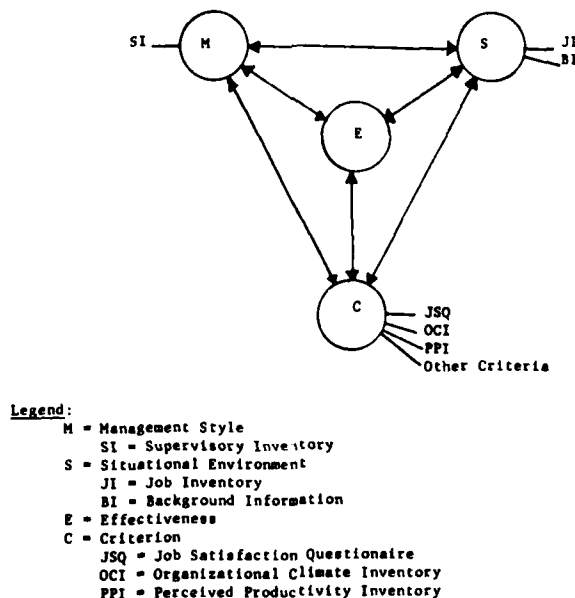 SI
M
S
JI
BI
E
C
JSQ
OCI
PPI
Other Criteria
Legend:
M = Management Style
SI = Supervisory Inventory
S = Situational Environment
JI = Job Inventory
BI = Background Information
E = Effectiveness
C = Criterion
JSQ = Job Satisfaction Questionaire
OCI = Organizational Climate Inventory
PPI = Perceived Productivity Inventory